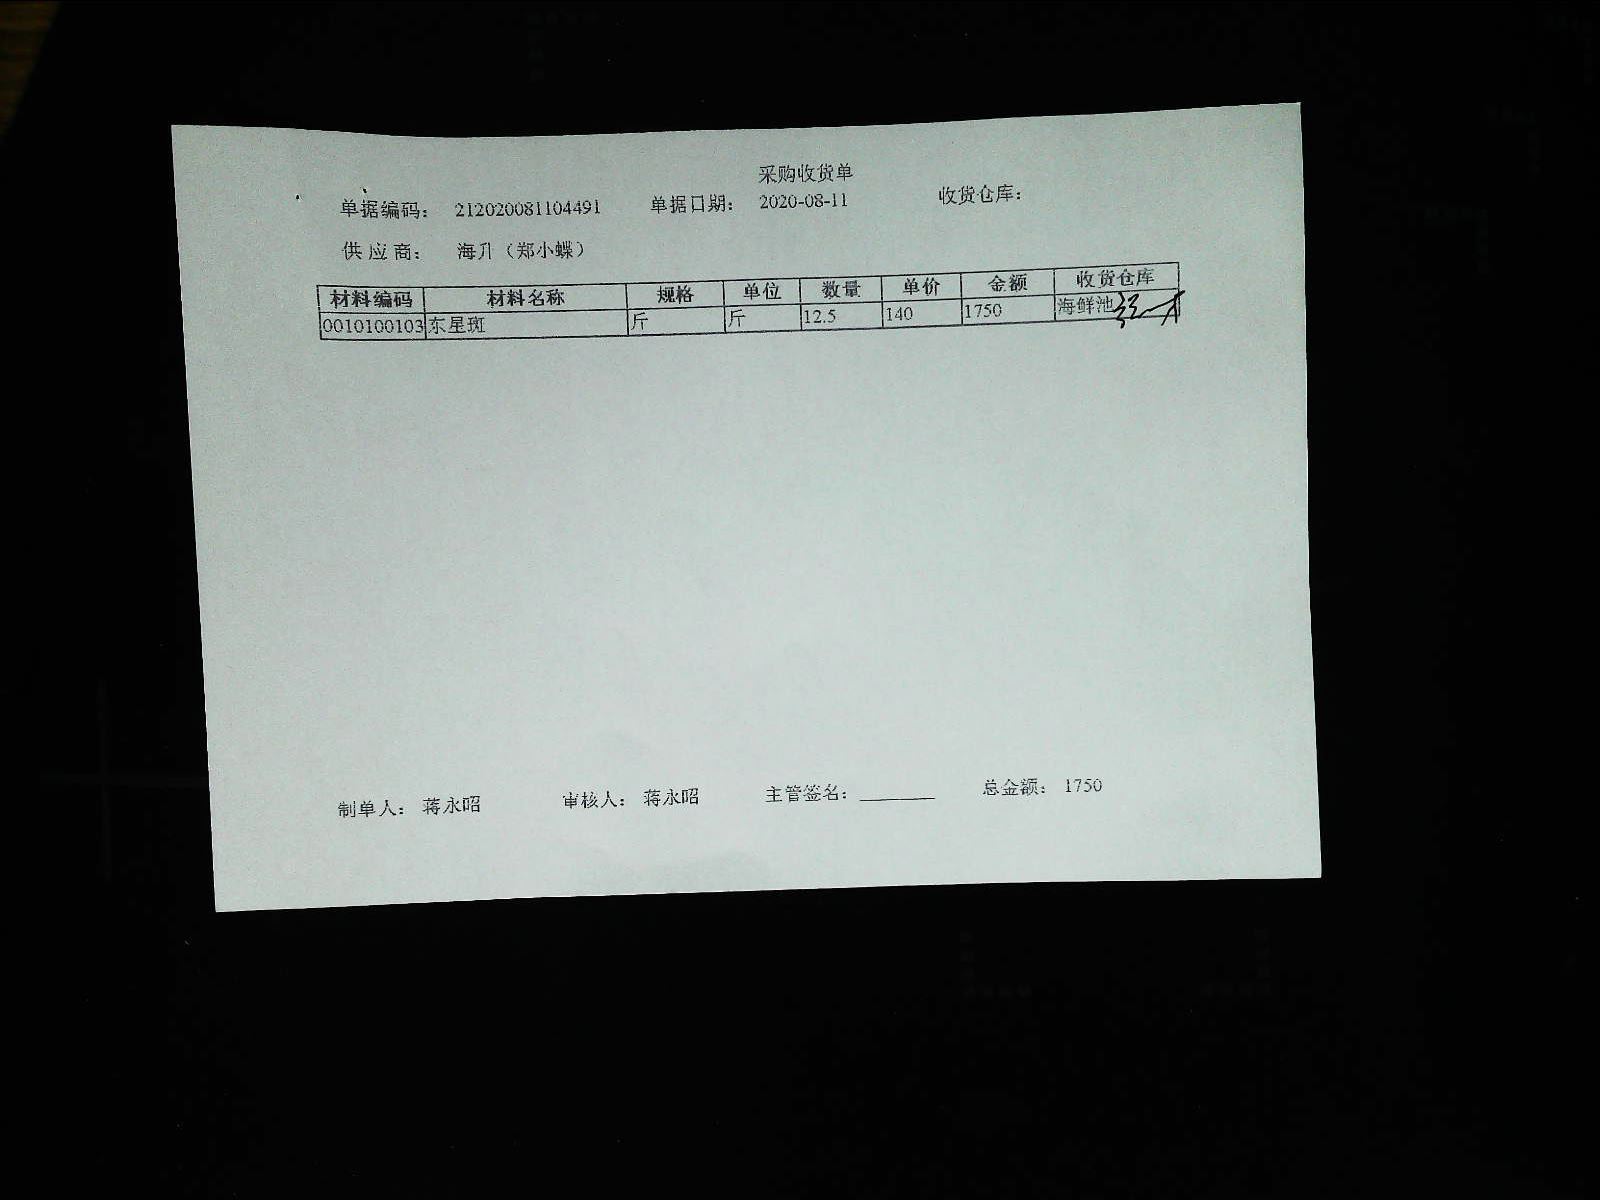 采购收货单
单据编码： 212020081104491 单据日期： 2020-08-11 收货仓库：
供应商： 海升（郑小蝶）
材料编码 材料名称 规格 单位 数量 单价 金额 收货仓库
0010100103 东星斑 斤 斤 12.5 140 1750 海鲜池
制单人： 蒋永昭 审核人： 蒋永昭 主管签名：_______ 总金额： 1750